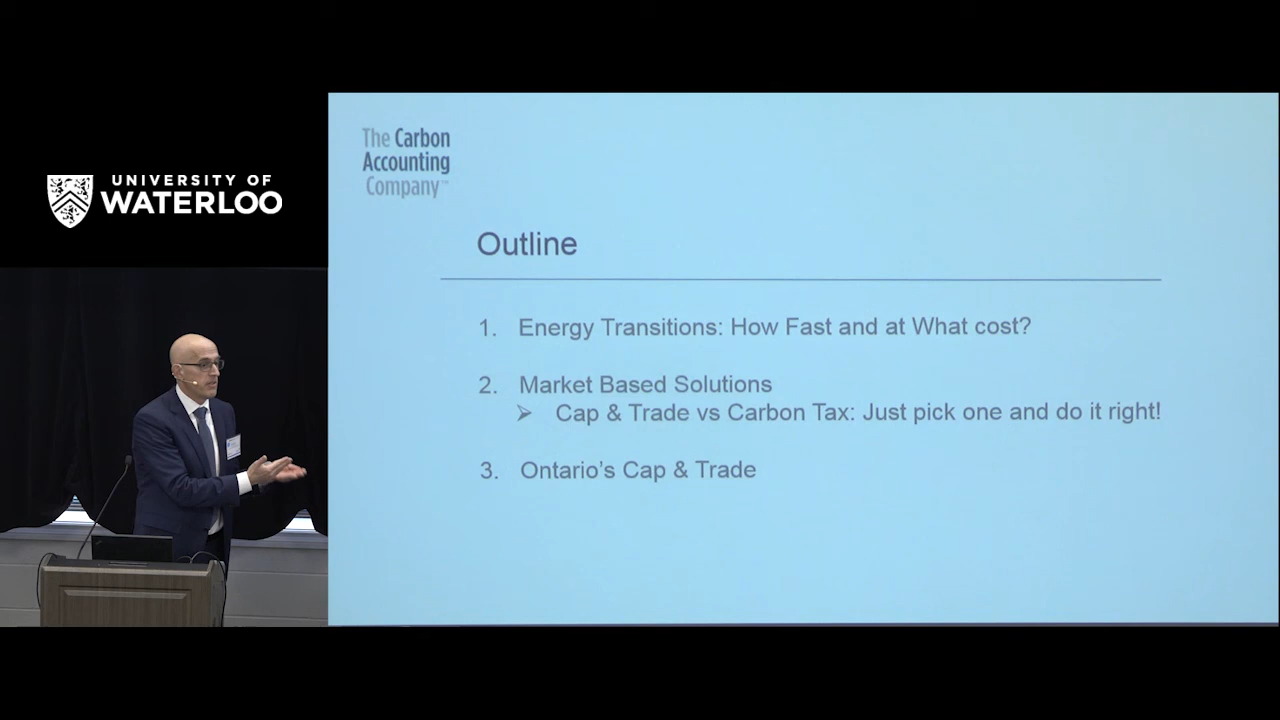 UNIVERSITY OF
WATERLOO
The Carbon
Accounting
Company™
Outline
1. Energy Transitions: How Fast and at What cost?
2. Market Based Solutions
➢ Cap & Trade vs Carbon Tax: Just pick one and do it right!
3. Ontario's Cap & Trade